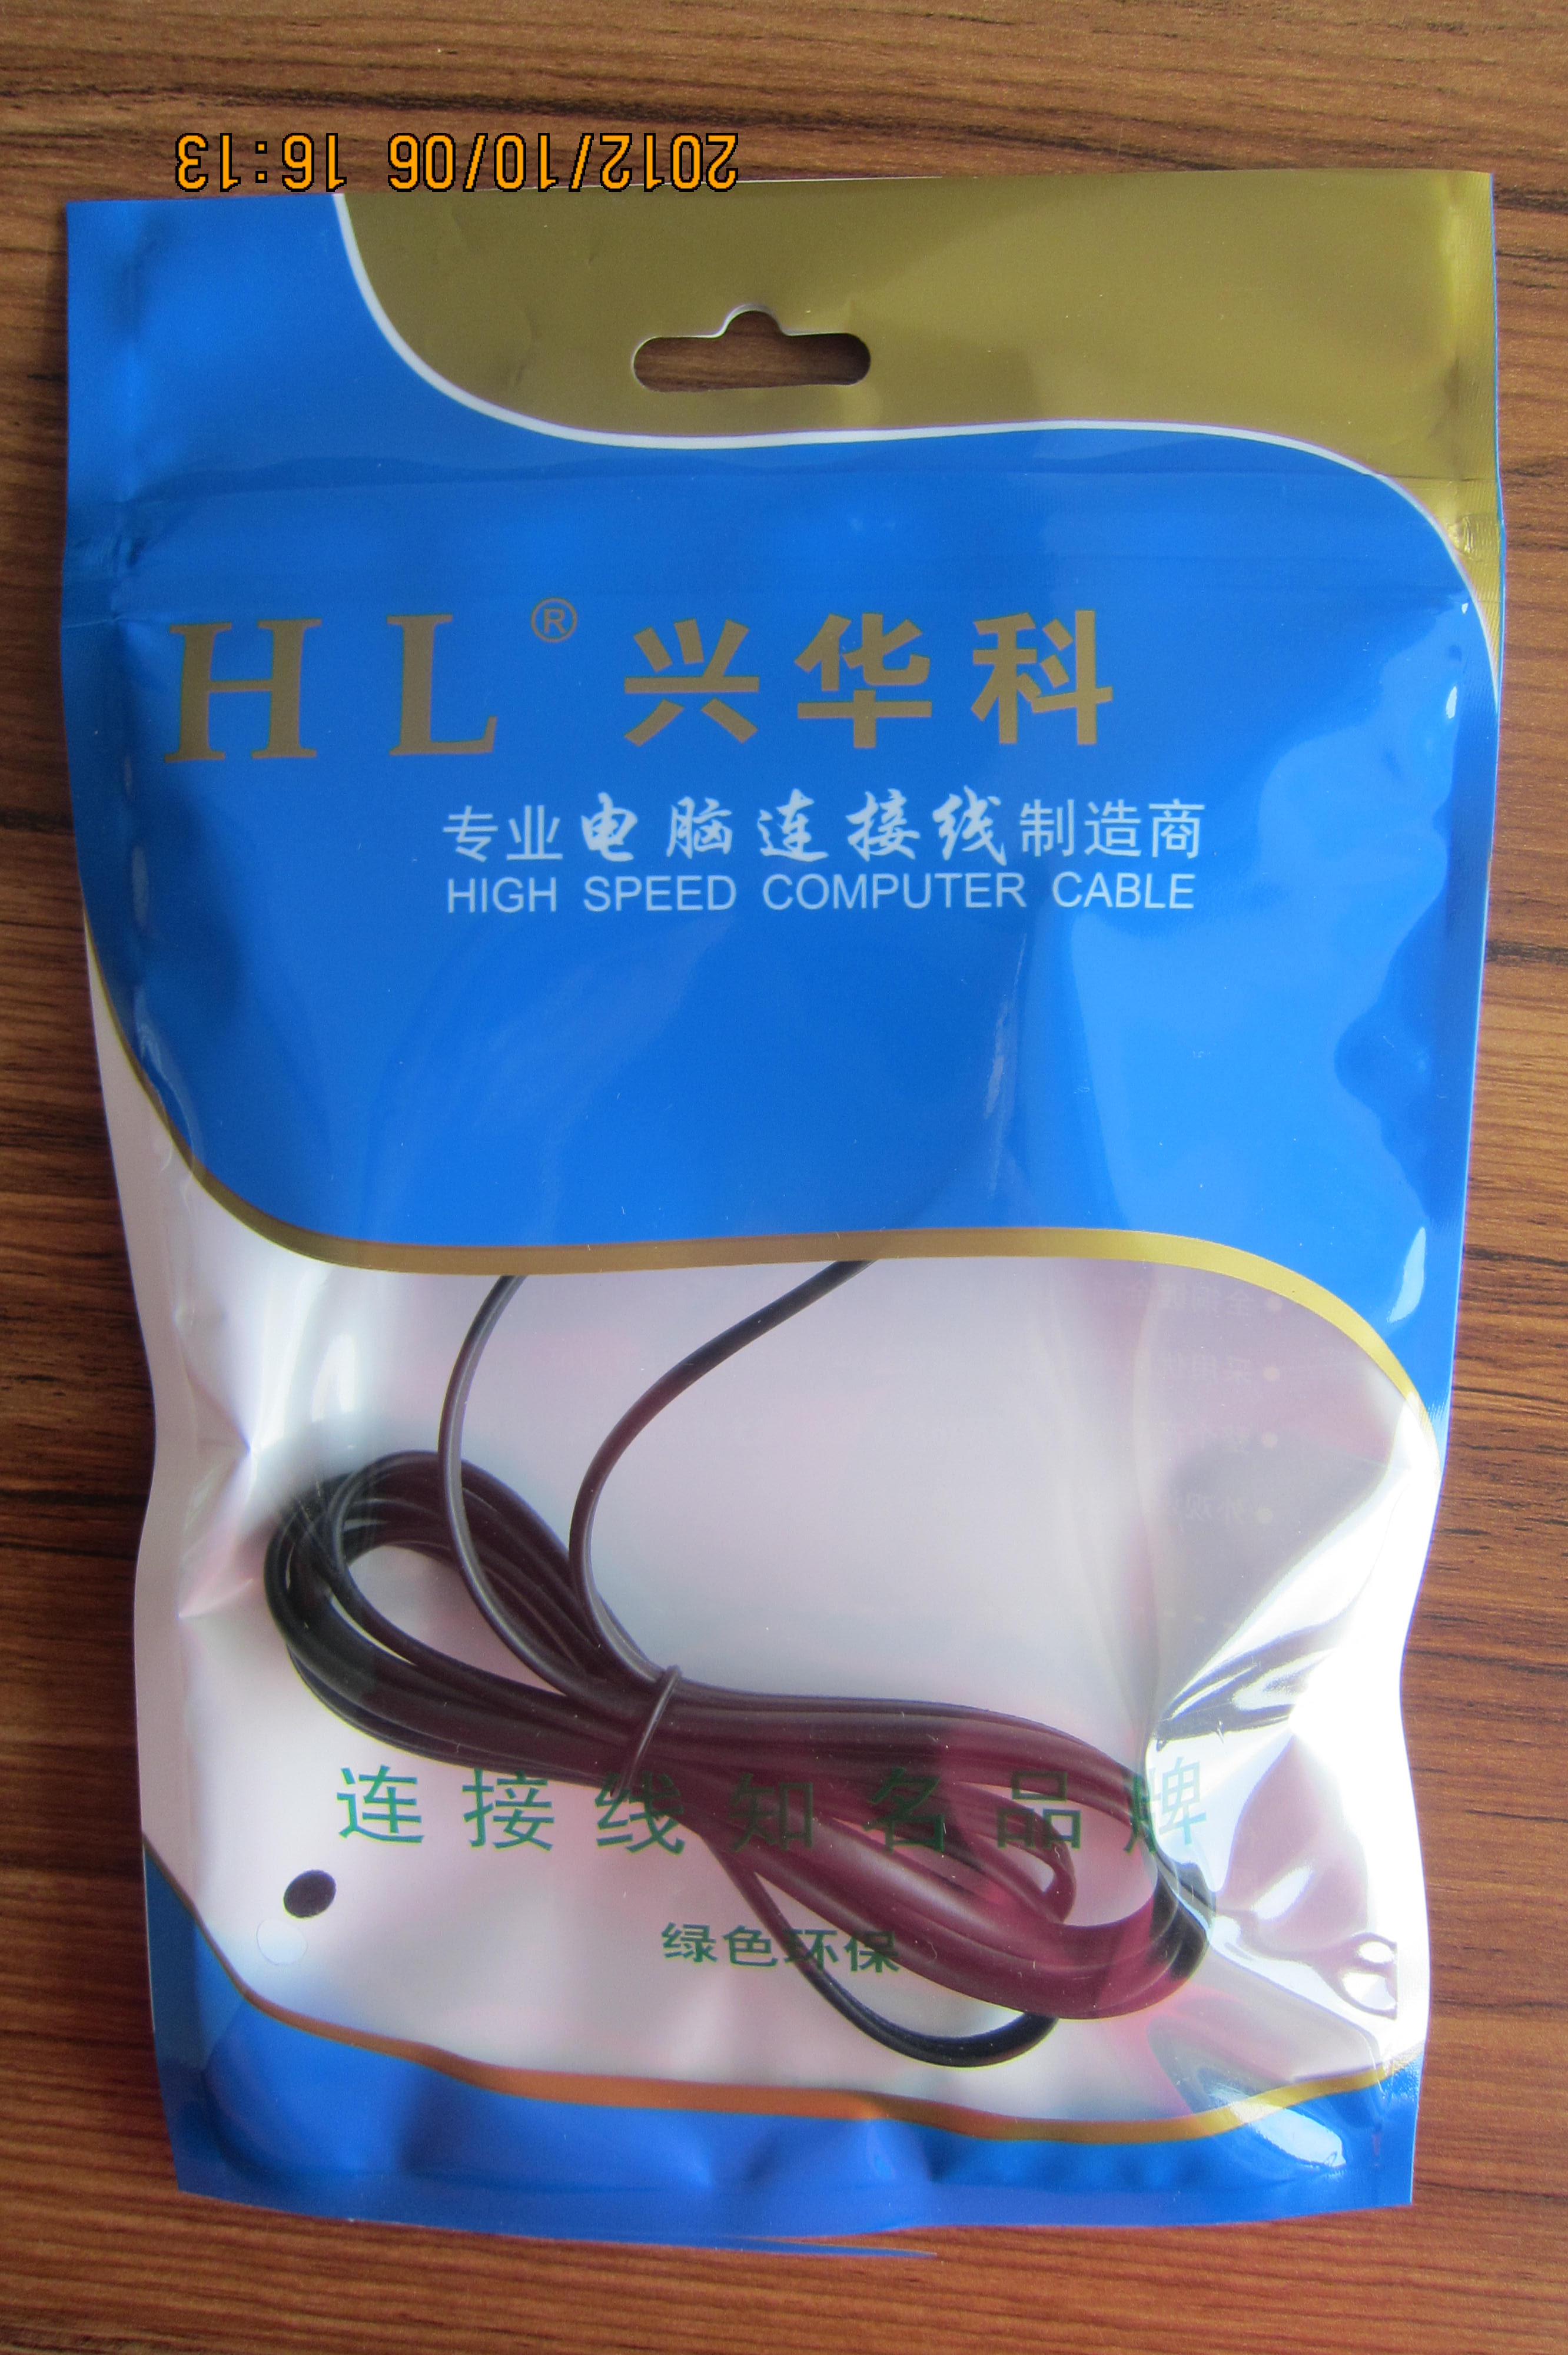 2012/10/06 16:13
HL® 兴华科
专业电脑连接线制造商
HIGH SPEED COMPUTER CABLE
连接线知名品牌
绿色环保